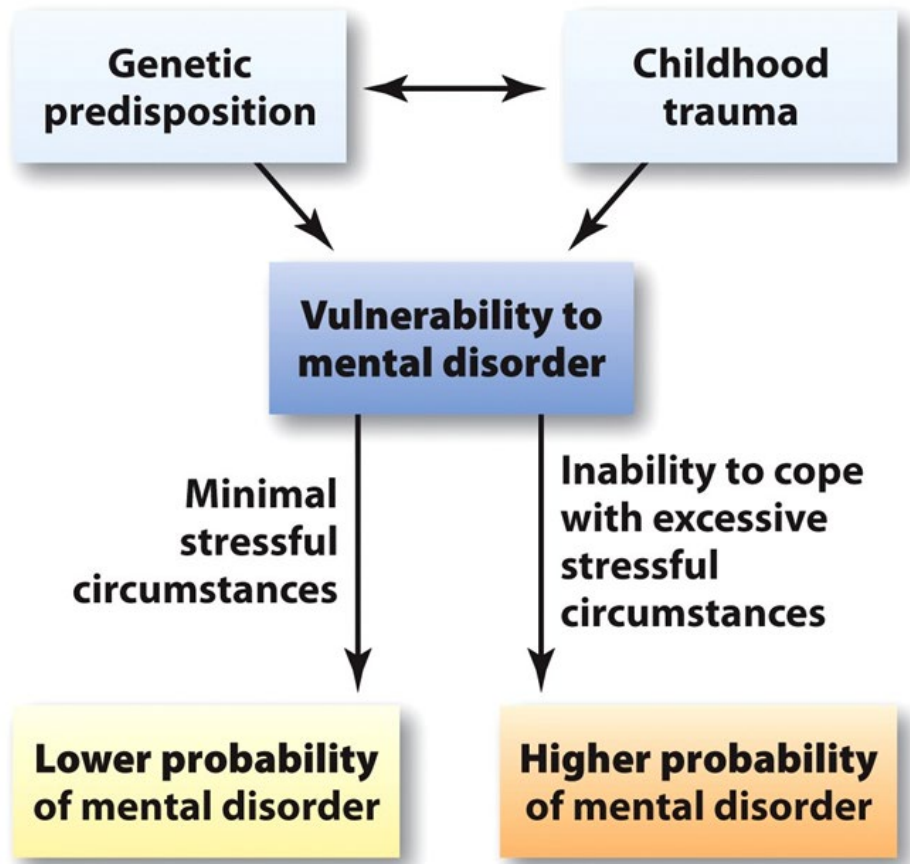 Genetic
predisposition
Childhood
trauma
Vulnerability to
mental disorder
Minimal
stressful
circumstances
Inability to cope
with excessive
stressful
circumstances
Lower probability
of mental disorder
Higher probability
of mental disorder